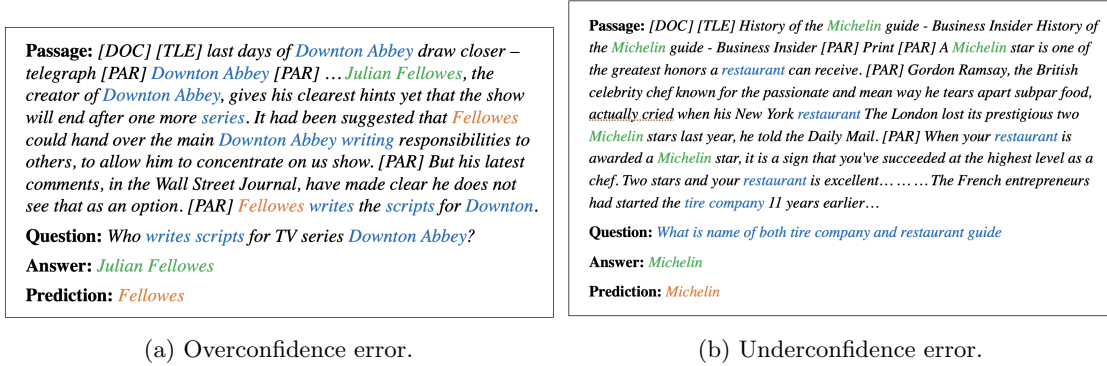 Passage: [DOC] [TLE] last days of Downton Abbey draw closer –
telegraph [PAR] Downton Abbey [PAR] … Julian Fellowes, the
creator of Downton Abbey, gives his clearest hints yet that the show
will end after one more series. It had been suggested that Fellowes
could hand over the main Downton Abbey writing responsibilities to
others, to allow him to concentrate on us show. [PAR] But his latest
comments, in the Wall Street Journal, have made clear he does not
see that as an option. [PAR] Fellowes writes the scripts for Downton.
Question: Who writes scripts for TV series Downton Abbey?
Answer: Julian Fellowes
Prediction: Fellowes
(a) Overconfidence error.
Passage: [DOC] [TLE] History of the Michelin guide - Business Insider History of
the Michelin guide - Business Insider [PAR] Print [PAR] A Michelin star is one of
the greatest honors a restaurant can receive. [PAR] Gordon Ramsay, the British
celebrity chef known for the passionate and mean way he tears apart subpar food,
actually cried when his New York restaurant The London lost its prestigious two
Michelin stars last year, he told the Daily Mail. [PAR] When your restaurant is
awarded a Michelin star, it is a sign that you've succeeded at the highest level as a
chef. Two stars and your restaurant is excellent… … … The French entrepreneurs
had started the tire company 11 years earlier…
Question: What is name of both tire company and restaurant guide
Answer: Michelin
Prediction: Michelin
(b) Underconfidence error.